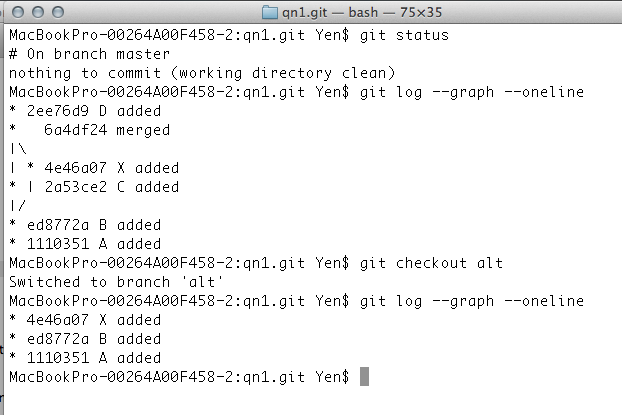 qn1.git — bash — 75×35
MacBookPro-00264A00F458-2:qn1.git Yen$ git status
# On branch master
nothing to commit (working directory clean)
MacBookPro-00264A00F458-2:qn1.git Yen$ git log --graph --oneline
* 2ee76d9 D added
*   6a4df24 merged
|\
| * 4e46a07 X added
* | 2a53ce2 C added
|/
* ed8772a B added
* 1110351 A added
MacBookPro-00264A00F458-2:qn1.git Yen$ git checkout alt
Switched to branch 'alt'
MacBookPro-00264A00F458-2:qn1.git Yen$ git log --graph --oneline
* 4e46a07 X added
* ed8772a B added
* 1110351 A added
MacBookPro-00264A00F458-2:qn1.git Yen$